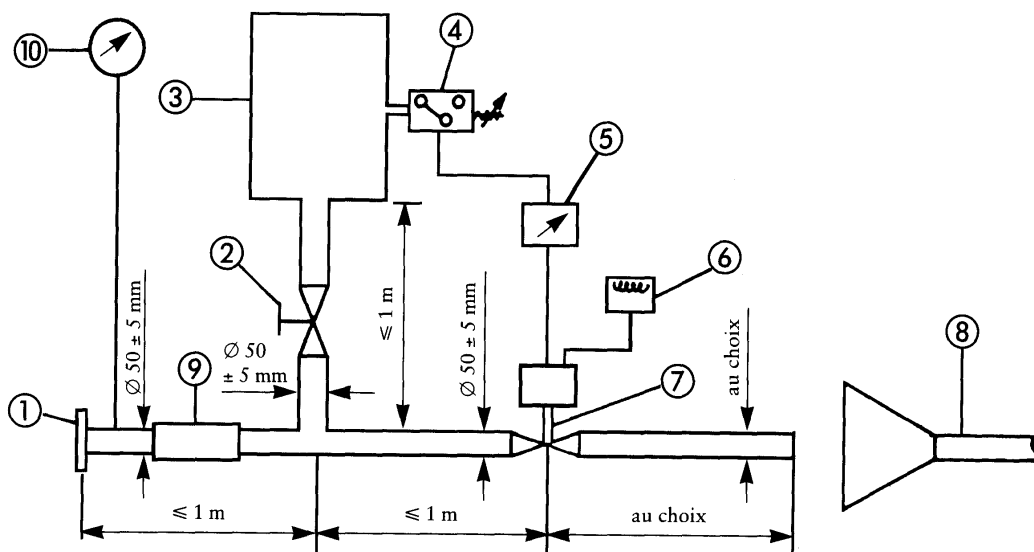 ⑩
③
④
⑤
②
⑥
≤ 1 m
Ø 50 ± 5 mm
Ø 50
± 5 mm
Ø 50 ± 5 mm
au choix
⑧
⑨
⑦
①
≤ 1 m
≤ 1 m
au choix